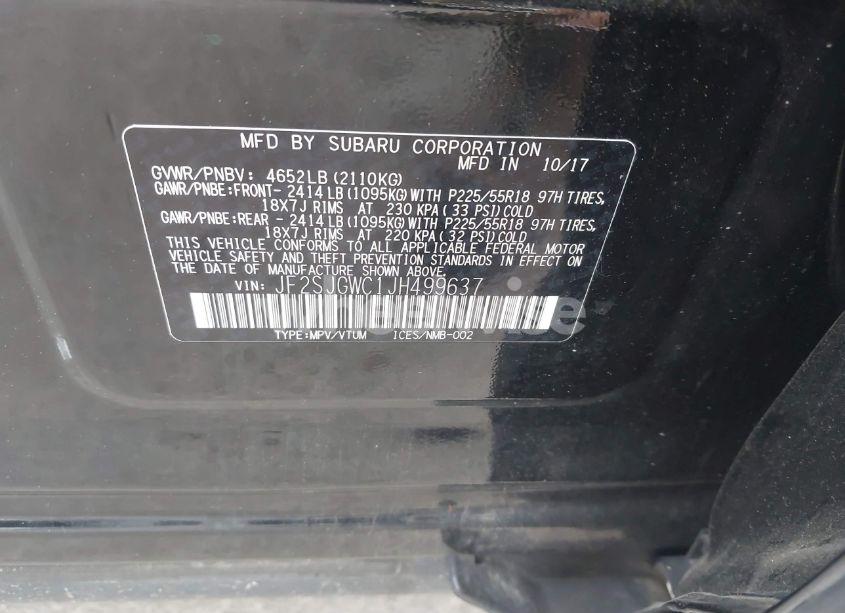 MFD BY SUBARU CORPORATION
MFD IN 10/17
GVWR/PNBV: 4652LB (2110KG)
GAWR/PNBE:FRONT- 2414 LB (1095KG) WITH P225/55R18 97H TIRES,
18X7J RIMS AT 230 KPA ( 33 PSI) COLD
GAWR/PNBE:REAR - 2414 LB (1095KG) WITH P225/55R18 97H TIRES,
18X7J RIMS AT 220 KPA ( 32 PSI) COLD
THIS VEHICLE CONFORMS TO ALL APPLICABLE FEDERAL MOTOR
VEHICLE SAFETY AND THEFT PREVENTION STANDARDS IN EFFECT ON
THE DATE OF MANUFACTURE SHOWN ABOVE.
VIN: JF2SJGWC1JH499637
TYPE:MPV/VTUM ICES/NMB-002